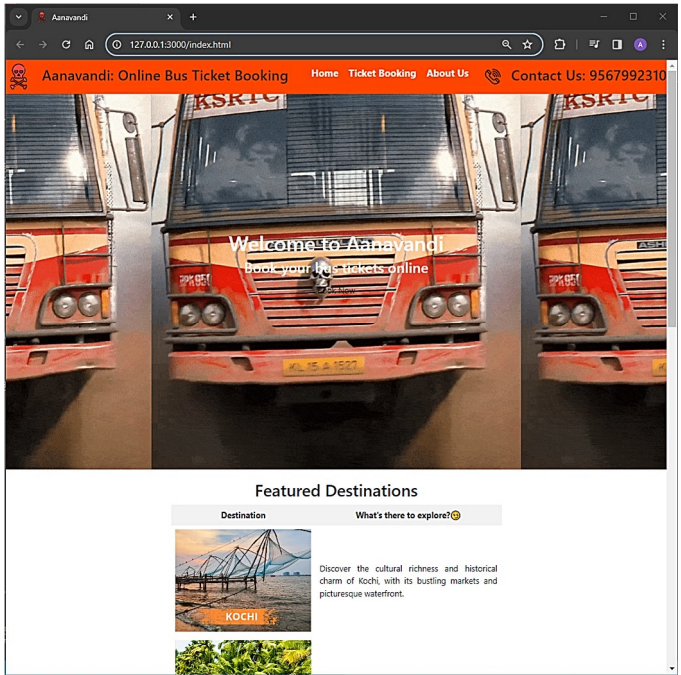 Aanavandi
127.0.0.1:3000/index.html
A
Aanavandi: Online Bus Ticket Booking Home Ticket Booking About Us Contact Us: 9567992310
KSRTC KSRTC
Welcome to Aanavandi
Book your bus tickets online
RPK 951
KL 15 A 1527
Featured Destinations
Destination What's there to explore?😏
Discover the cultural richness and historical
charm of Kochi, with its bustling markets and
picturesque waterfront.
KOCHI